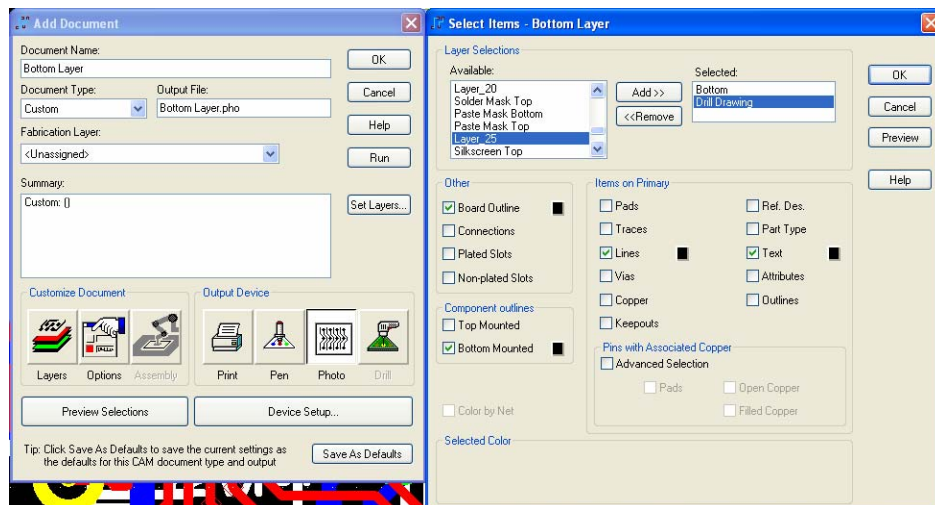 Add Document
Document Name:
Bottom Layer
OK
Document Type:
Output File:
Custom
Bottom Layer.pho
Cancel
Fabrication Layer:
Help
<Unassigned>
Run
Summary:
Custom: []
Set Layers...
Customize Document
Output Device
Layers
Options
Assembly
Print
Pen
Photo
Drill
Preview Selections
Device Setup...
Tip: Click Save As Defaults to save the current settings as
the defaults for this CAM document type and output
Save As Defaults
Select Items - Bottom Layer
Layer Selections
Available:
Selected:
Layer_20
Solder Mask Top
Paste Mask Bottom
Paste Mask Top
Layer_25
Silkscreen Top
Add >>
<<Remove
Bottom
Drill Drawing
OK
Cancel
Preview
Help
Other
Board Outline
Connections
Plated Slots
Non-plated Slots
Component outlines
Top Mounted
Bottom Mounted
Color by Net
Items on Primary
Pads
Ref. Des.
Traces
Part Type
Lines
Text
Vias
Attributes
Copper
Outlines
Keepouts
Pins with Associated Copper
Advanced Selection
Pads
Open Copper
Filled Copper
Selected Color